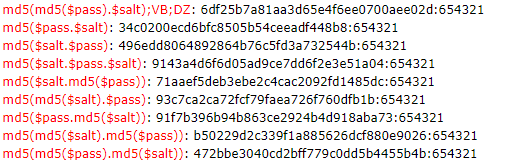 md5(md5($pass).$salt);VB;DZ: 6df25b7a81aa3d65e4f6ee0700aee02d:654321
md5($pass.$salt): 34c0200ecd6bfc8505b54ceeadf448b8:654321
md5($salt.$pass): 496edd8064892864b76c5fd3a732544b:654321
md5($salt.$pass.$salt): 9143a4d6f6d05ad9ce7dd6f2e3e51a04:654321
md5($salt.md5($pass)): 71aaef5deb3ebe2c4cac2092fd1485dc:654321
md5(md5($salt).$pass): 93c7a2ca72fcf79faea726f760dfb1b:654321
md5($pass.md5($salt)): 91f7b396b94b863ce2924b4d918aba73:654321
md5(md5($salt).md5($pass)): b50229d2c339f1a885626dcf880e9026:654321
md5(md5($pass).md5($salt)): 472bbe3040cd2bff779c0dd5b4455b4b:654321